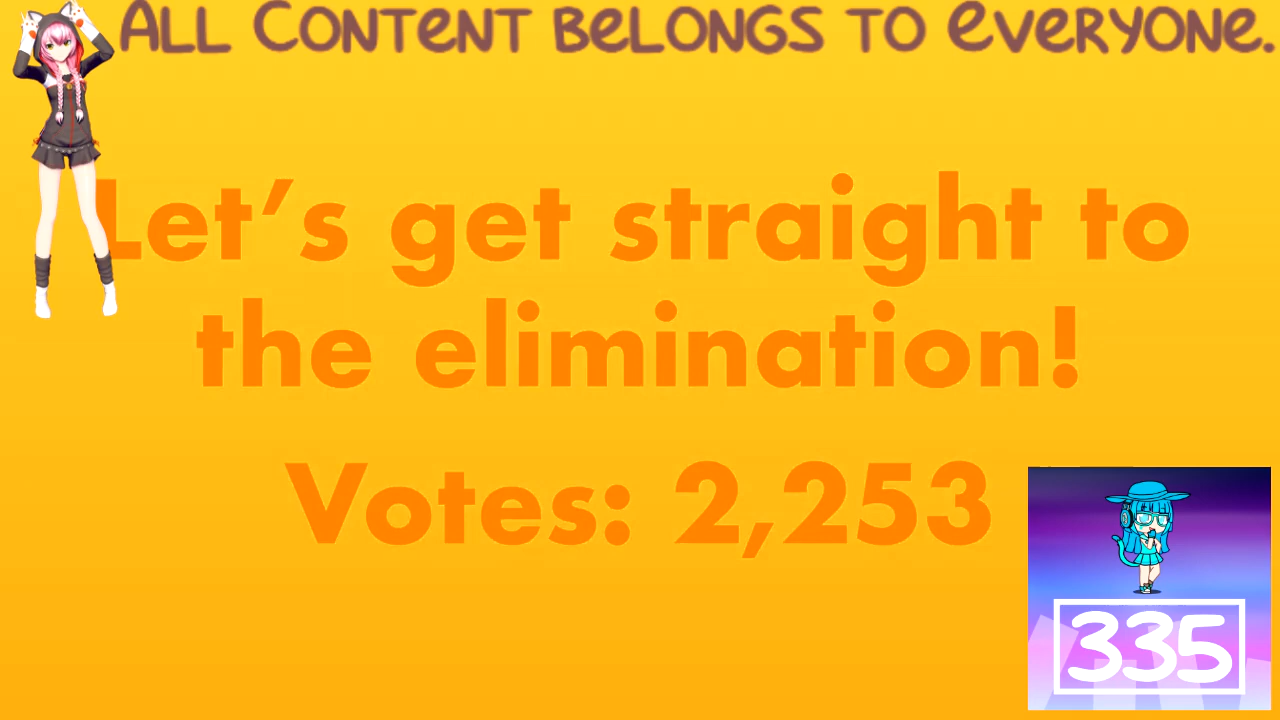 ALL CONTENT BELONGS TO EVERYONE.
Let's get straight to
the elimination!
Votes: 2,253
335